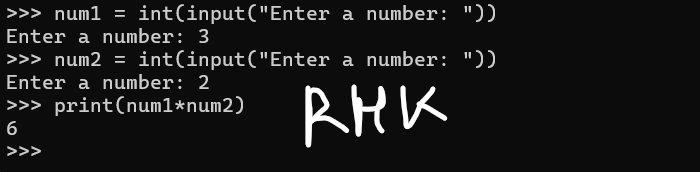 >>> num1 = int(input("Enter a number: "))
Enter a number: 3
>>> num2 = int(input("Enter a number: "))
Enter a number: 2
>>> print(num1*num2)
6
>>>
RHK